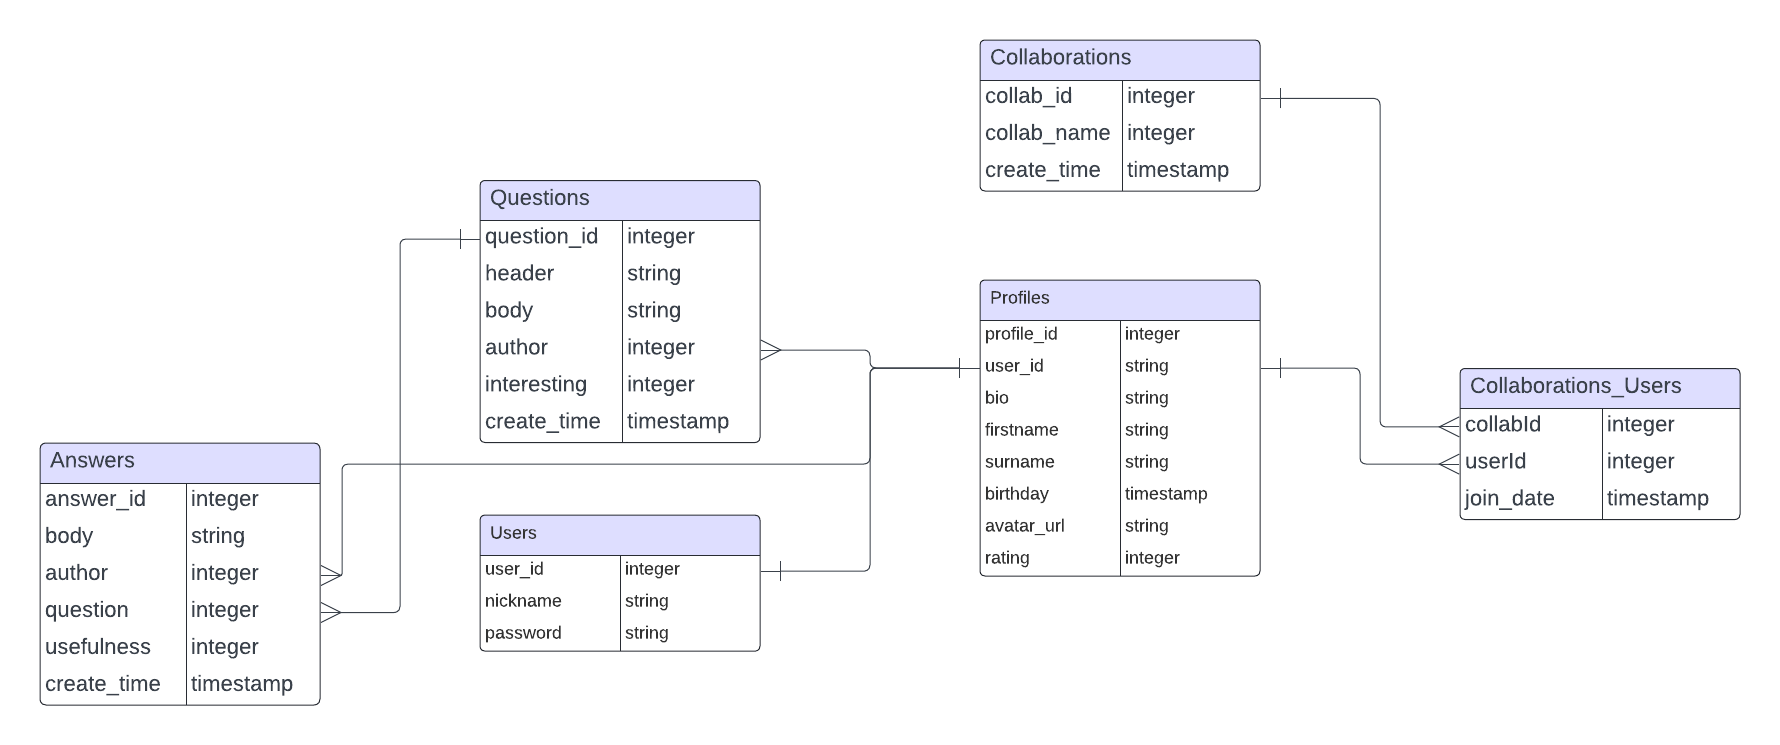 Collaborations
collab_id integer
collab_name integer
create_time timestamp
Questions
question_id integer
header string
body string
author integer
interesting integer
create_time timestamp
Profiles
profile_id integer
user_id string
bio string
firstname string
surname string
birthday timestamp
avatar_url string
rating integer
Collaborations_Users
collabId integer
userId integer
join_date timestamp
Answers
answer_id integer
body string
author integer
question integer
usefulness integer
create_time timestamp
Users
user_id integer
nickname string
password string